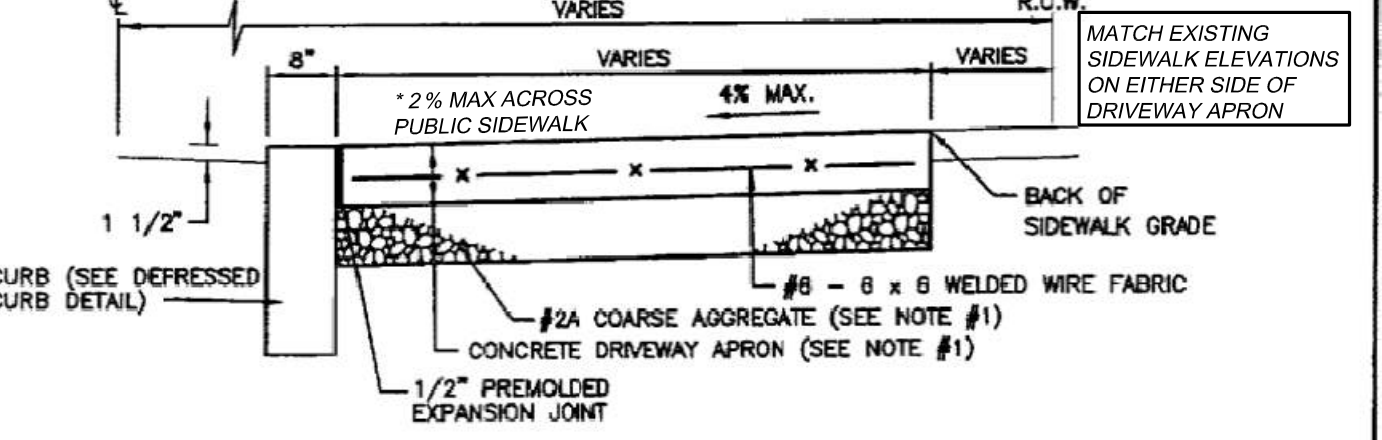 ℄ VARIES R.O.W.
MATCH EXISTING
SIDEWALK ELEVATIONS
ON EITHER SIDE OF
DRIVEWAY APRON
8" VARIES VARIES
* 2% MAX ACROSS
PUBLIC SIDEWALK
4% MAX.
1 1/2"
BACK OF
SIDEWALK GRADE
CURB (SEE DEPRESSED
CURB DETAIL)
#6 - 6 x 6 WELDED WIRE FABRIC
#2A COARSE AGGREGATE (SEE NOTE #1)
CONCRETE DRIVEWAY APRON (SEE NOTE #1)
1/2" PREMOLDED
EXPANSION JOINT